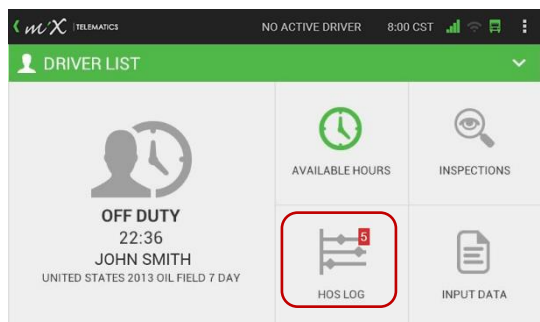 mi'X TELEMATICS NO ACTIVE DRIVER 8:00 CST
DRIVER LIST
AVAILABLE HOURS
INSPECTIONS
OFF DUTY
22:36
JOHN SMITH
UNITED STATES 2013 OIL FIELD 7 DAY
5
HOS LOG
INPUT DATA